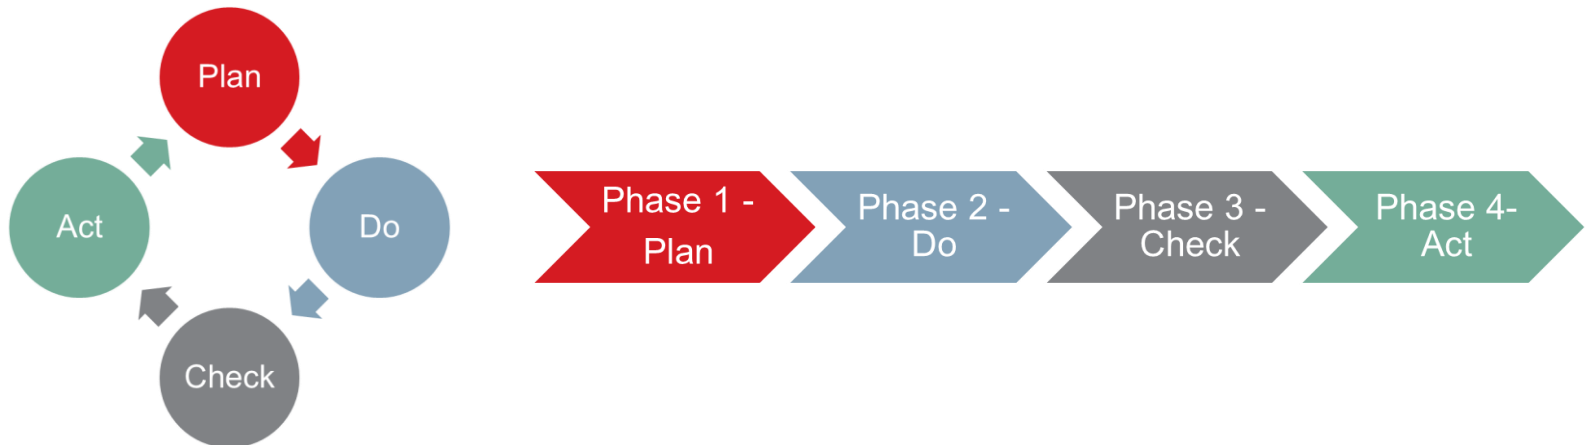 Plan
Act
Do
Check
Phase 1 -
Plan
Phase 2 -
Do
Phase 3 -
Check
Phase 4-
Act